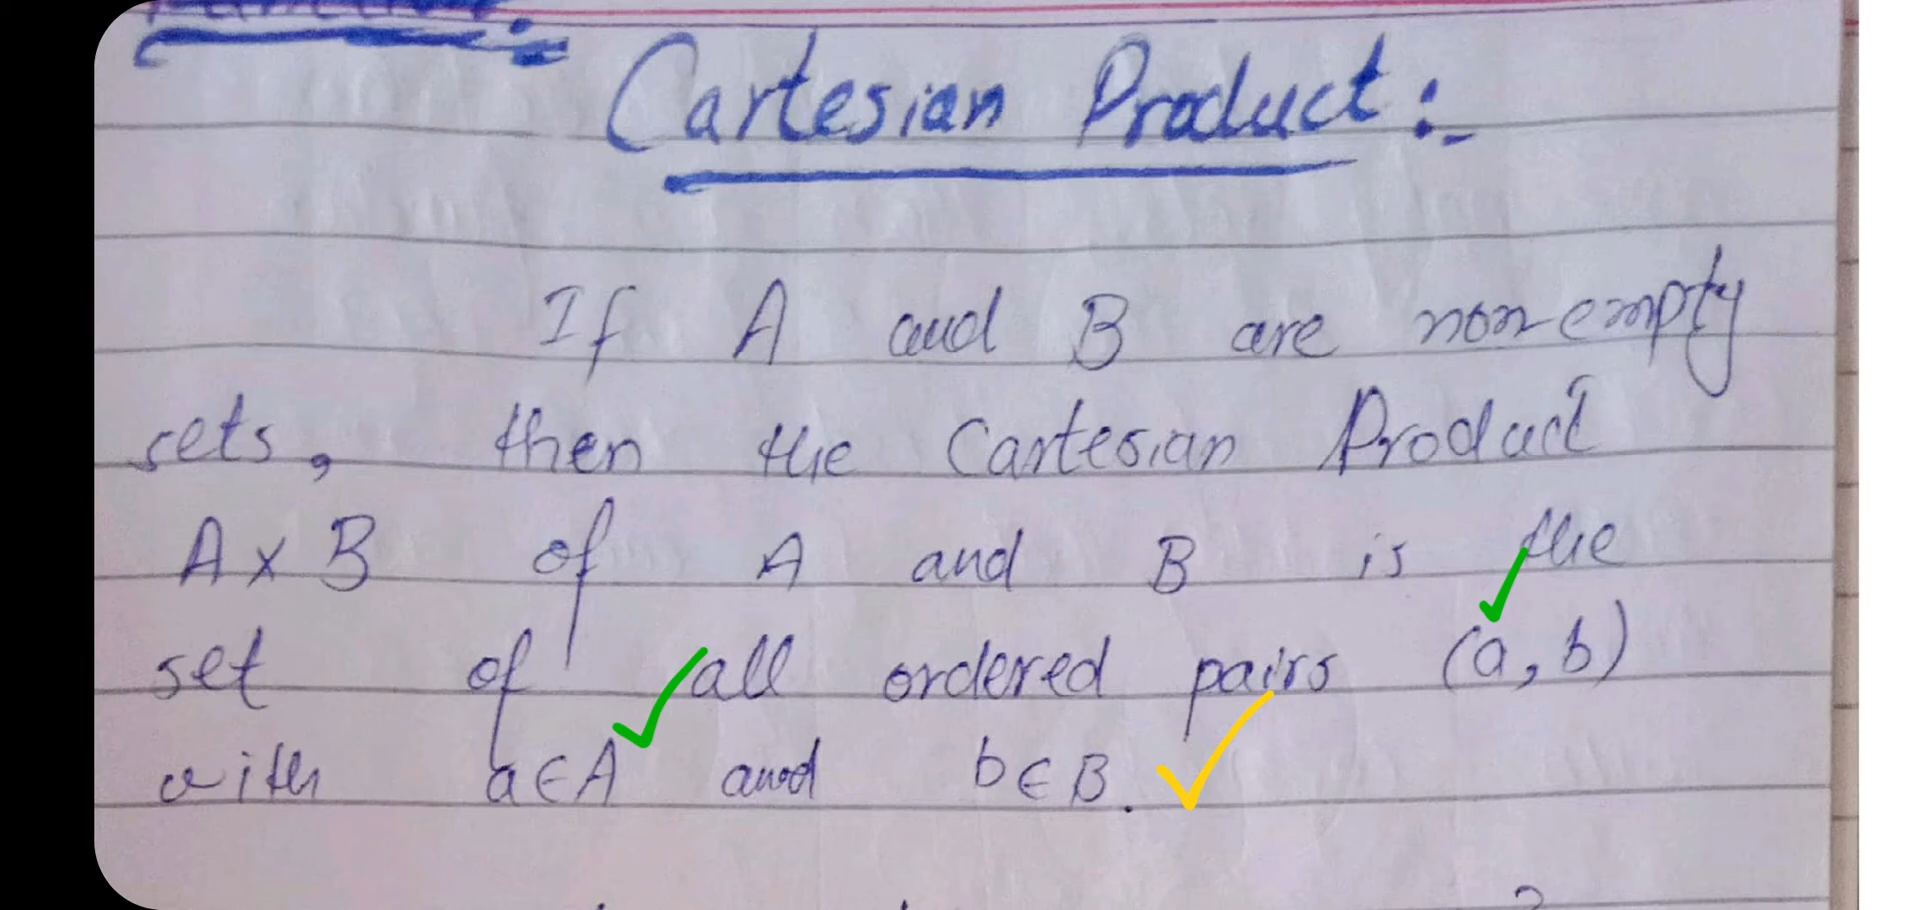 Cartesian Product :-
If A and B are non-empty
sets, then the Cartesian Product
A x B of A and B is the
set of all ordered pairs (a, b)
with a∈A and b∈B.